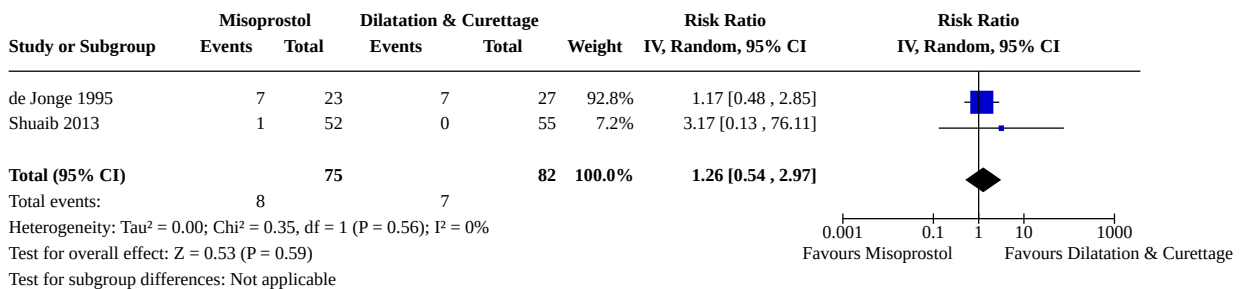 Misoprostol Dilatation & Curettage Risk Ratio Risk Ratio
Study or Subgroup Events Total Events Total Weight IV, Random, 95% CI IV, Random, 95% CI
de Jonge 1995 7 23 7 27 92.8% 1.17 [0.48 , 2.85]
Shuaib 2013 1 52 0 55 7.2% 3.17 [0.13 , 76.11]
Total (95% CI) 75 82 100.0% 1.26 [0.54 , 2.97]
Total events: 8 7
Heterogeneity: Tau² = 0.00; Chi² = 0.35, df = 1 (P = 0.56); I² = 0%
0.001 0.1 1 10 1000
Test for overall effect: Z = 0.53 (P = 0.59)
Favours Misoprostol Favours Dilatation & Curettage
Test for subgroup differences: Not applicable